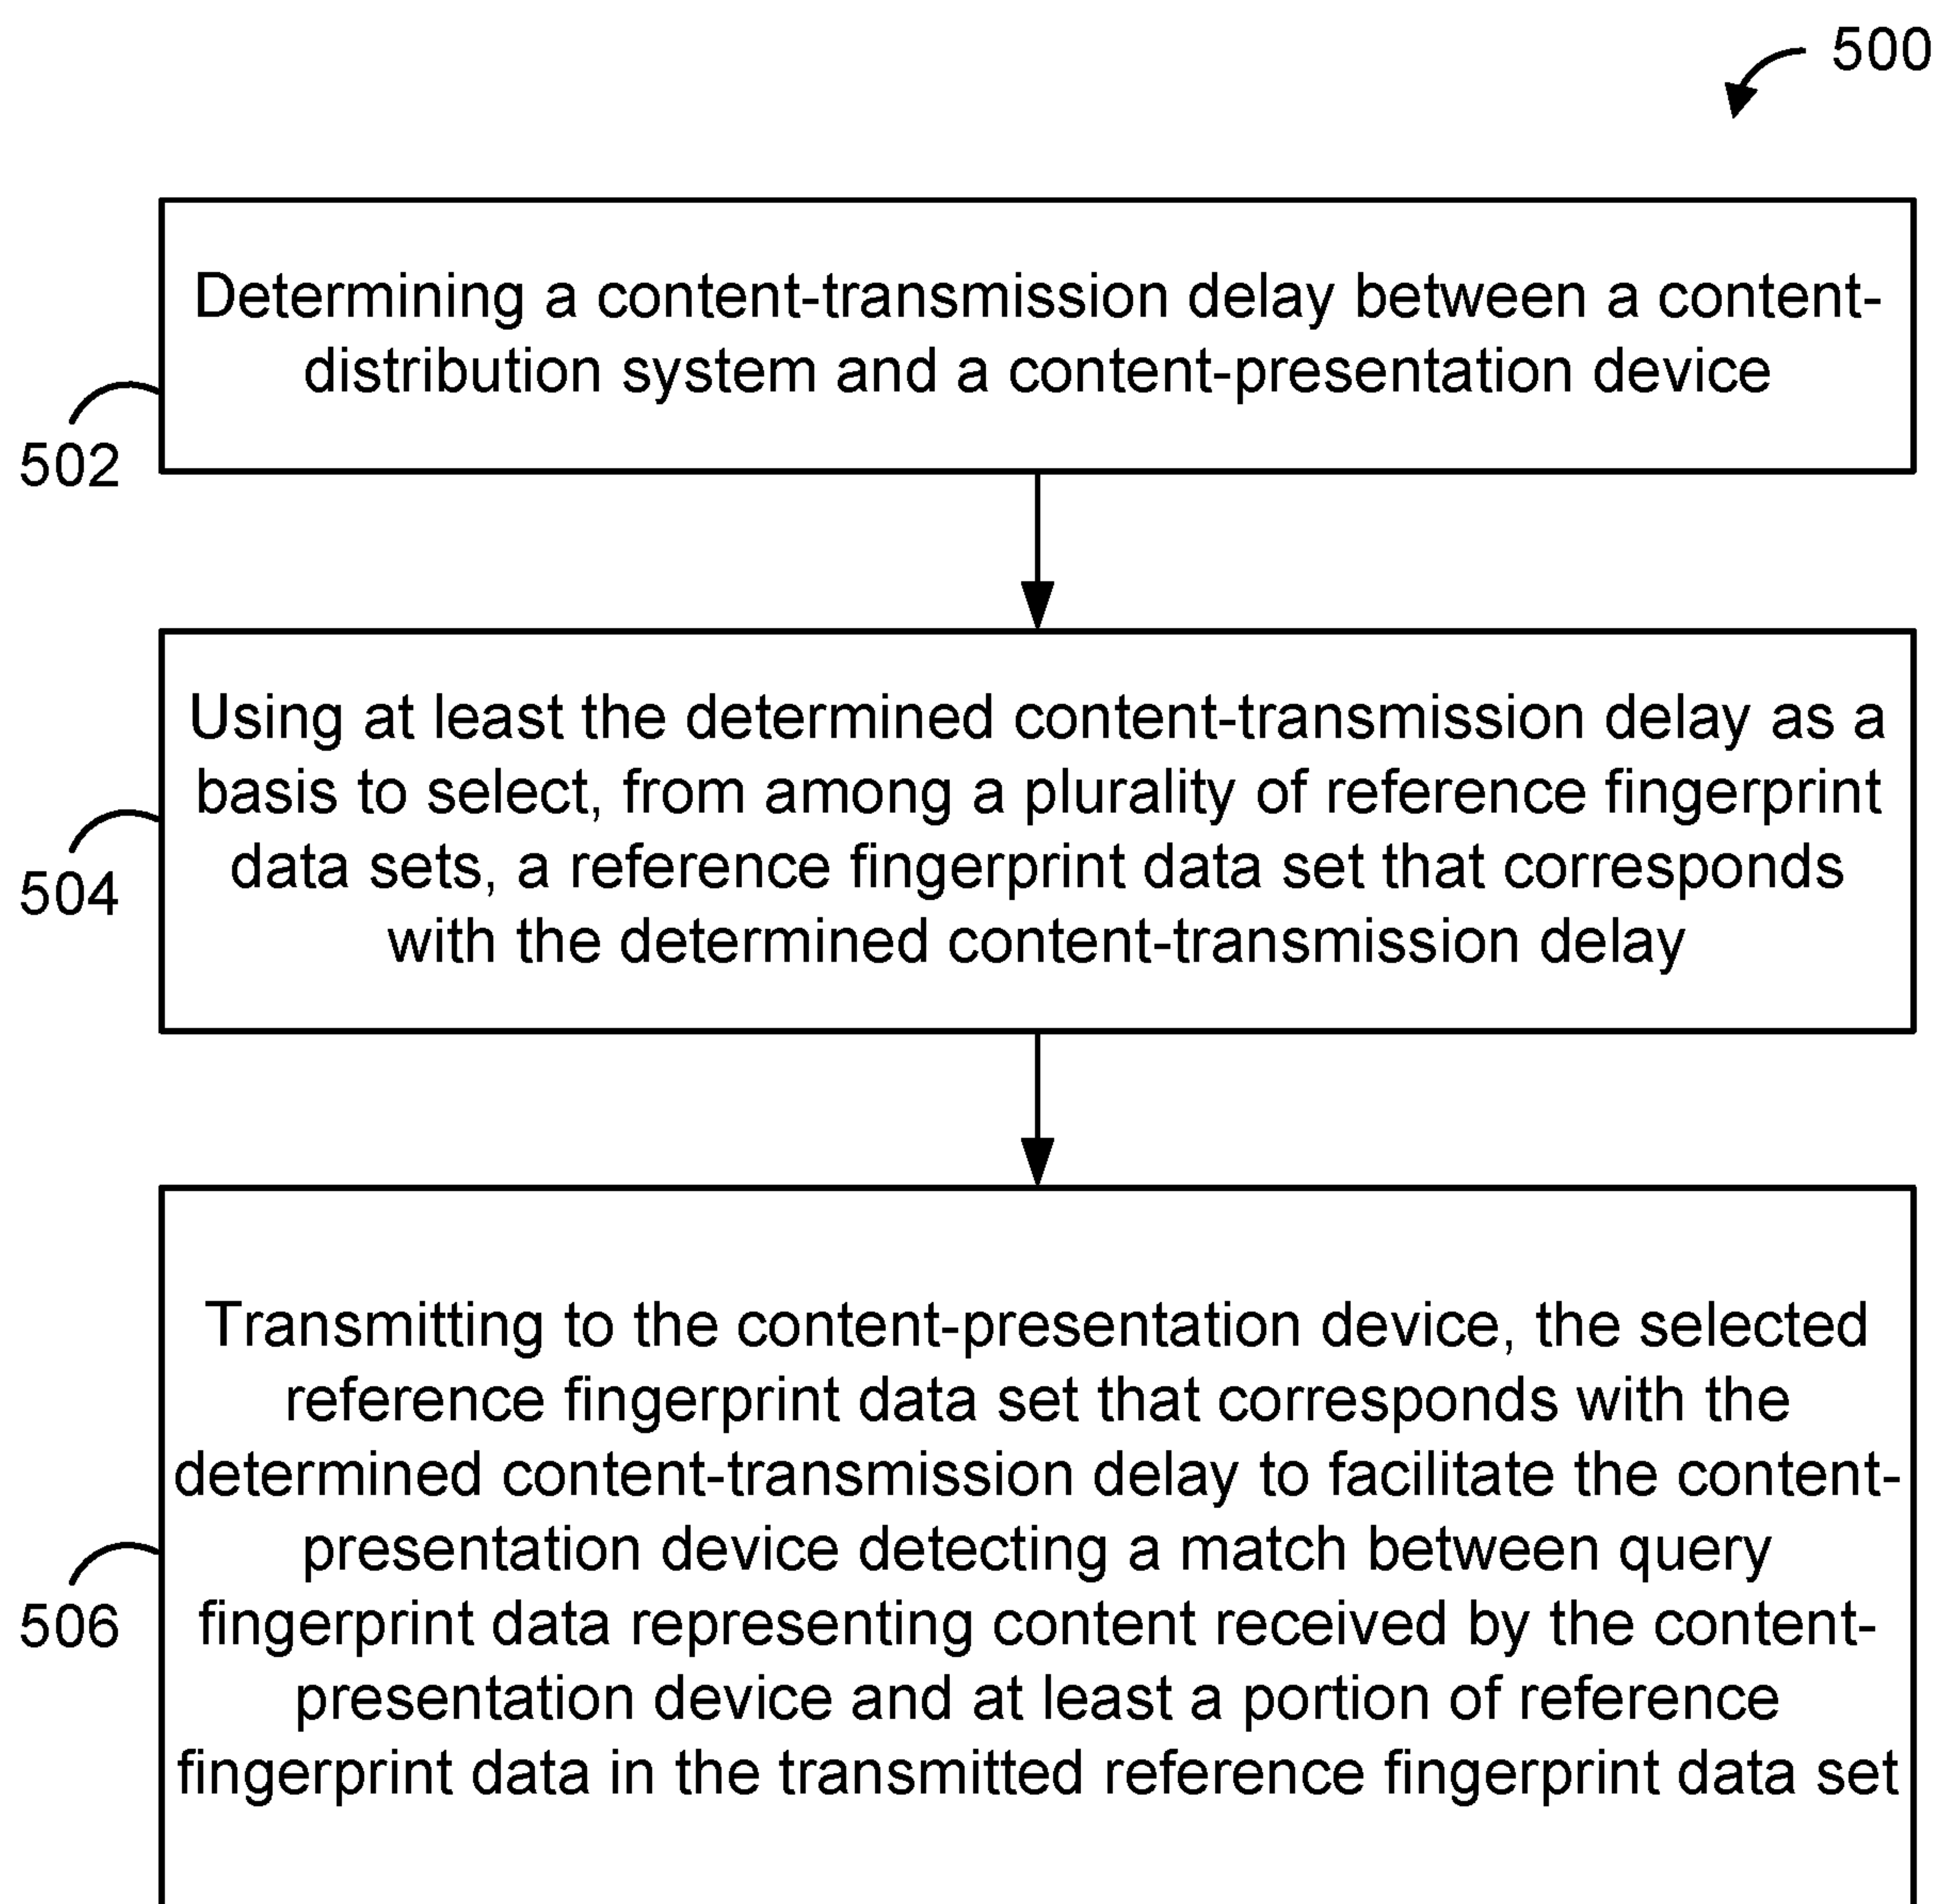 500
Determining a content-transmission delay between a content-
distribution system and a content-presentation device
502
Using at least the determined content-transmission delay as a
basis to select, from among a plurality of reference fingerprint
data sets, a reference fingerprint data set that corresponds
with the determined content-transmission delay
504
Transmitting to the content-presentation device, the selected
reference fingerprint data set that corresponds with the
determined content-transmission delay to facilitate the content-
presentation device detecting a match between query
fingerprint data representing content received by the content-
presentation device and at least a portion of reference
fingerprint data in the transmitted reference fingerprint data set
506